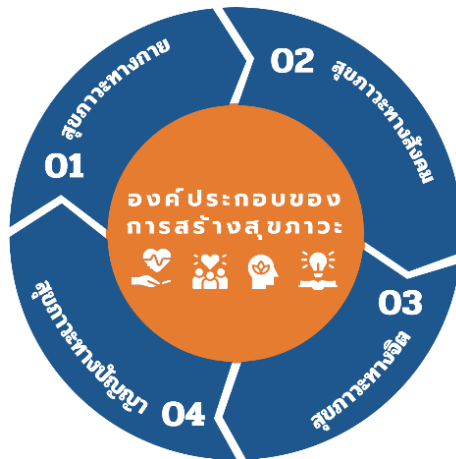 องค์ประกอบของ
การสร้างสุขภาวะ
01
สุขภาวะทางกาย
02
สุขภาวะทางสังคม
03
สุขภาวะทางจิต
04
สุขภาวะทางปัญญา